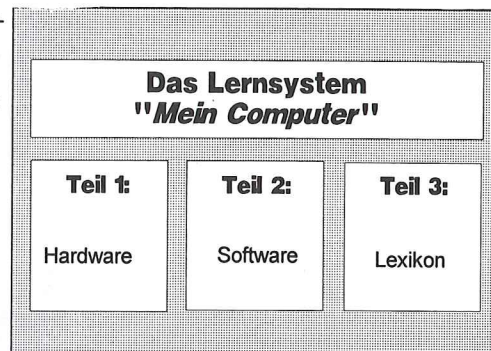 Das Lernsystem
"Mein Computer"
Teil 1:
Hardware
Teil 2:
Software
Teil 3:
Lexikon